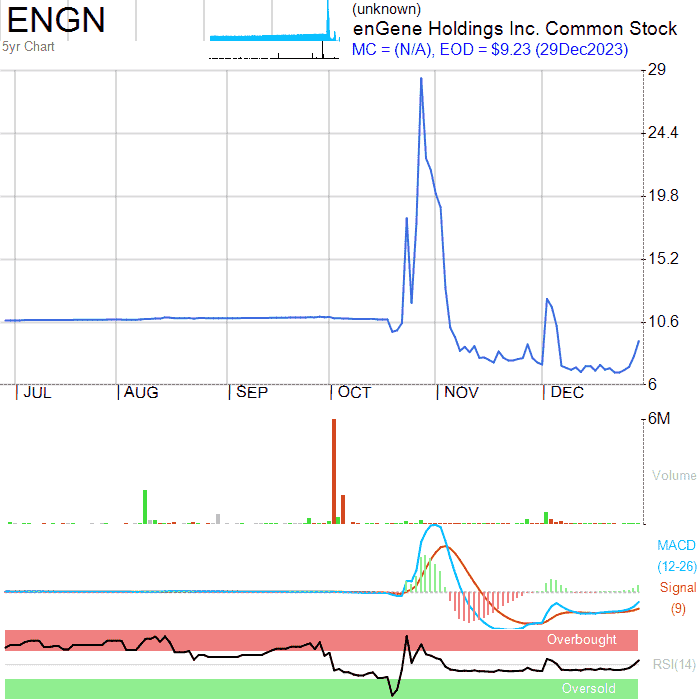 ENGN
(unknown)
enGene Holdings Inc. Common Stock
5yr Chart
MC = (N/A), EOD = $9.23 (29Dec2023)
29
24.4
19.8
15.2
10.6
6
JUL AUG SEP OCT NOV DEC
6M
Volume
MACD
(12-26)
Signal
(9)
Overbought
RSI(14)
Oversold